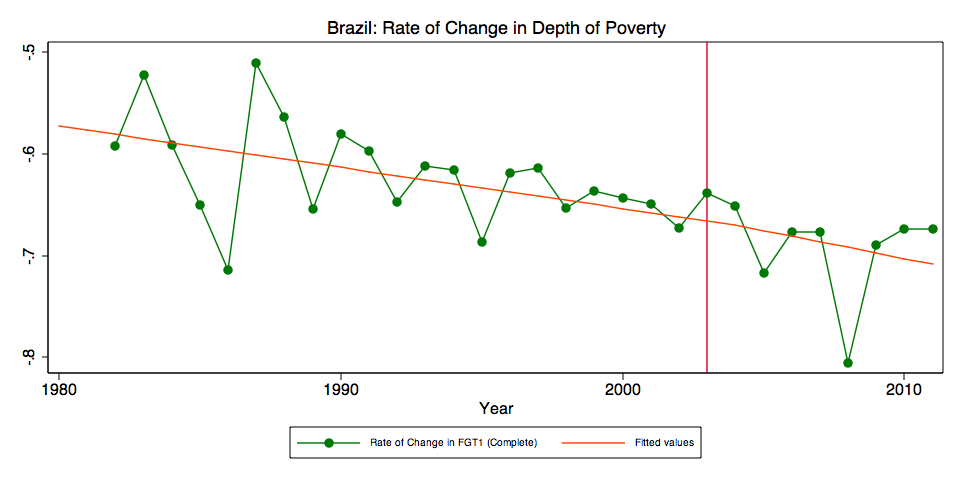 Brazil: Rate of Change in Depth of Poverty
-.5
-.6
-.7
-.8
1980 1990 2000 2010
Year
Rate of Change in FGT1 (Complete) Fitted values